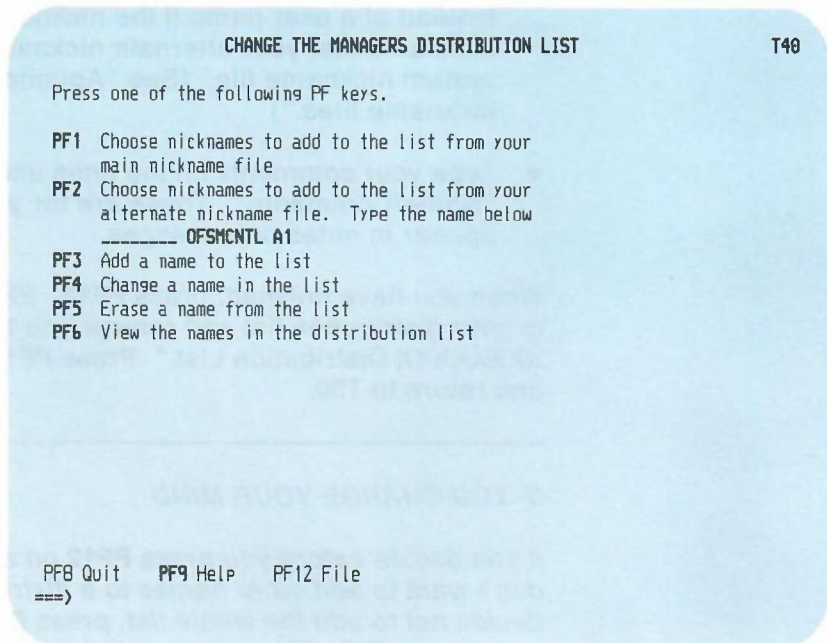 CHANGE THE MANAGERS DISTRIBUTION LIST T40
Press one of the following PF keys.
PF1 Choose nicknames to add to the list from your
main nickname file
PF2 Choose nicknames to add to the list from your
alternate nickname file. Type the name below
________ OFSMCNTL A1
PF3 Add a name to the list
PF4 Change a name in the list
PF5 Erase a name from the list
PF6 View the names in the distribution list
PF8 Quit PF9 Help PF12 File
===>